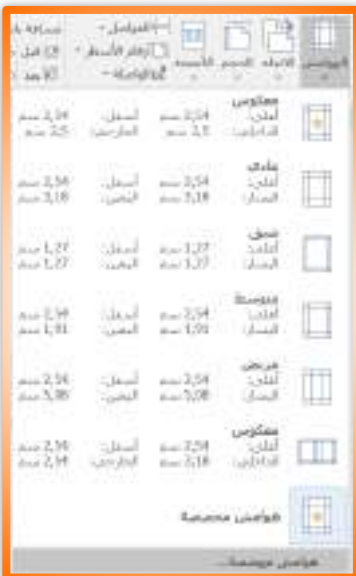 الهوامش الاتجاه الحجم الأعمدة
الفواصل
أرقام الأسطر
الواصلة
معكوس
أعلى: 2,54 سم أسفل: 2,54 سم
الداخلي: 2,5 سم الخارجي: 2,5 سم
عادي
أعلى: 2,54 سم أسفل: 2,54 سم
اليسار: 3,18 سم اليمين: 3,18 سم
ضيق
أعلى: 1,27 سم أسفل: 1,27 سم
اليسار: 1,27 سم اليمين: 1,27 سم
متوسط
أعلى: 2,54 سم أسفل: 2,54 سم
اليسار: 1,91 سم اليمين: 1,91 سم
عريض
أعلى: 2,54 سم أسفل: 2,54 سم
اليسار: 5,08 سم اليمين: 5,08 سم
معكوس
أعلى: 2,54 سم أسفل: 2,54 سم
الداخلي: 3,18 سم الخارجي: 2,54 سم
هوامش مخصصة
هوامش مخصصة...